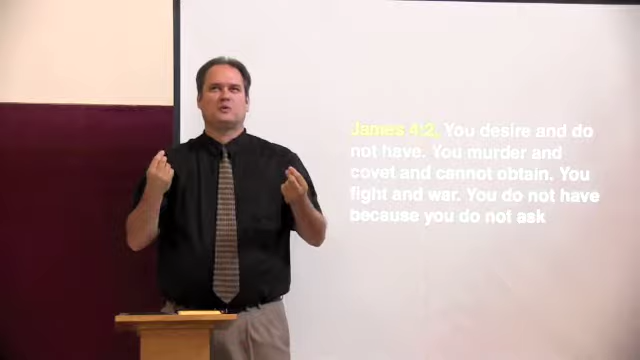 James 4:2. You desire and do
not have. You murder and
covet and cannot obtain. You
fight and war. You do not have
because you do not ask